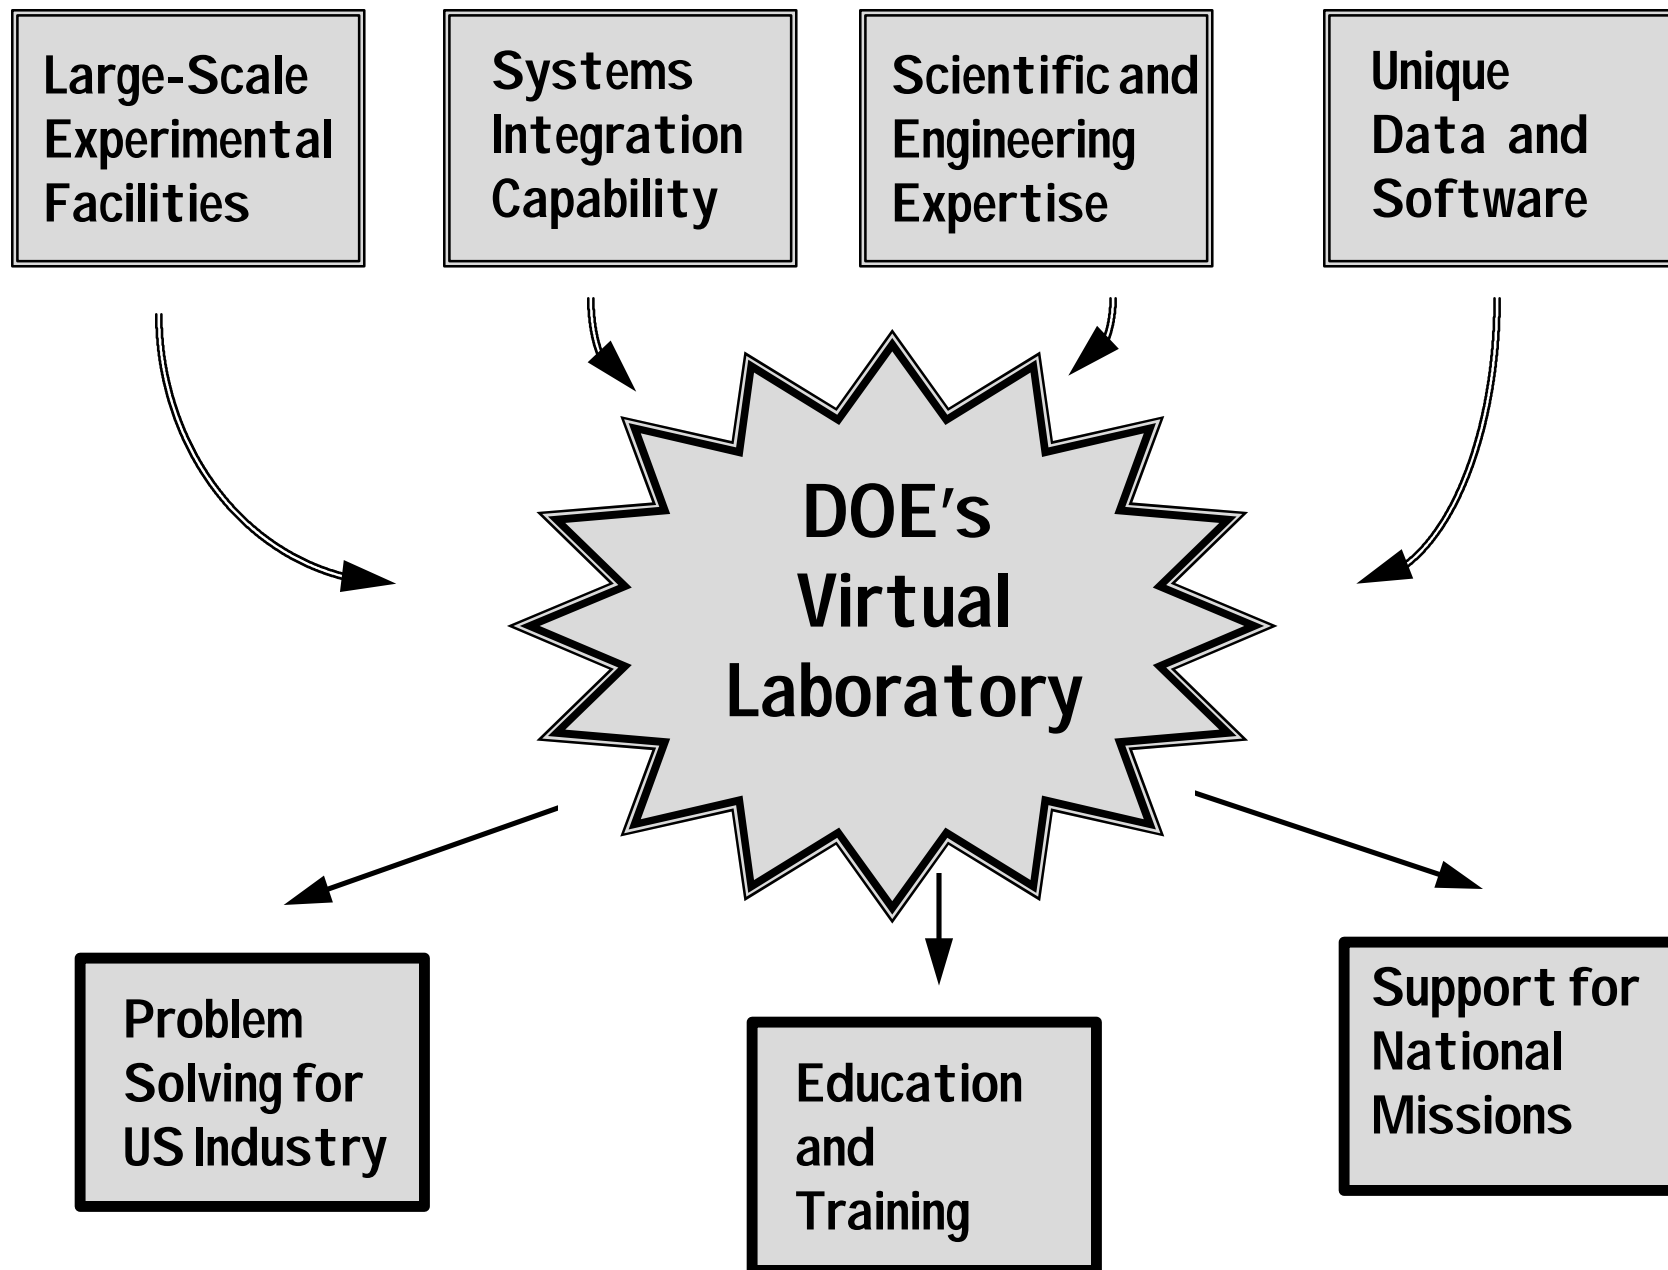 Large-Scale
Experimental
Facilities
Systems
Integration
Capability
Scientific and
Engineering
Expertise
Unique
Data and
Software
DOE's
Virtual
Laboratory
Problem
Solving for
US Industry
Education
and
Training
Support for
National
Missions